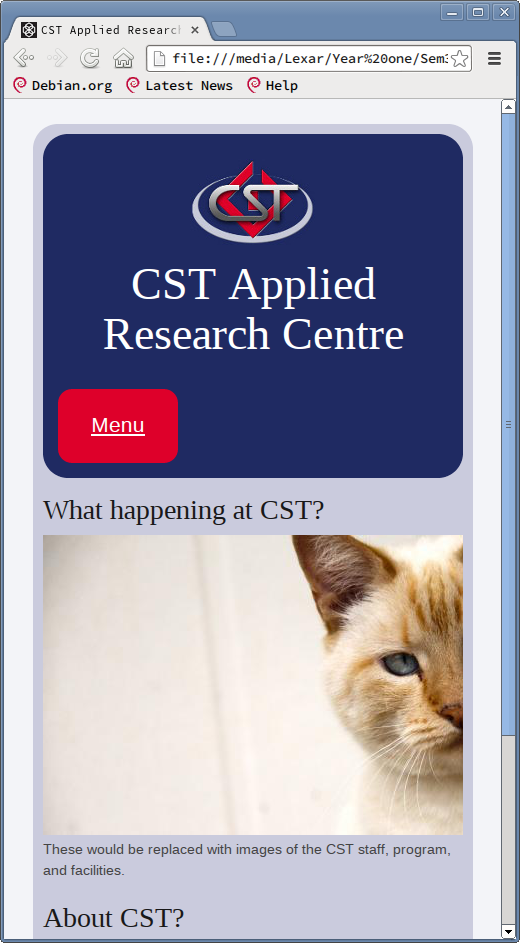 CST Applied Research
file:///media/Lexar/Year%20one/Sem
Debian.org Latest News Help
CST
CST Applied
Research Centre
Menu
What happening at CST?
These would be replaced with images of the CST staff, program,
and facilities.
About CST?